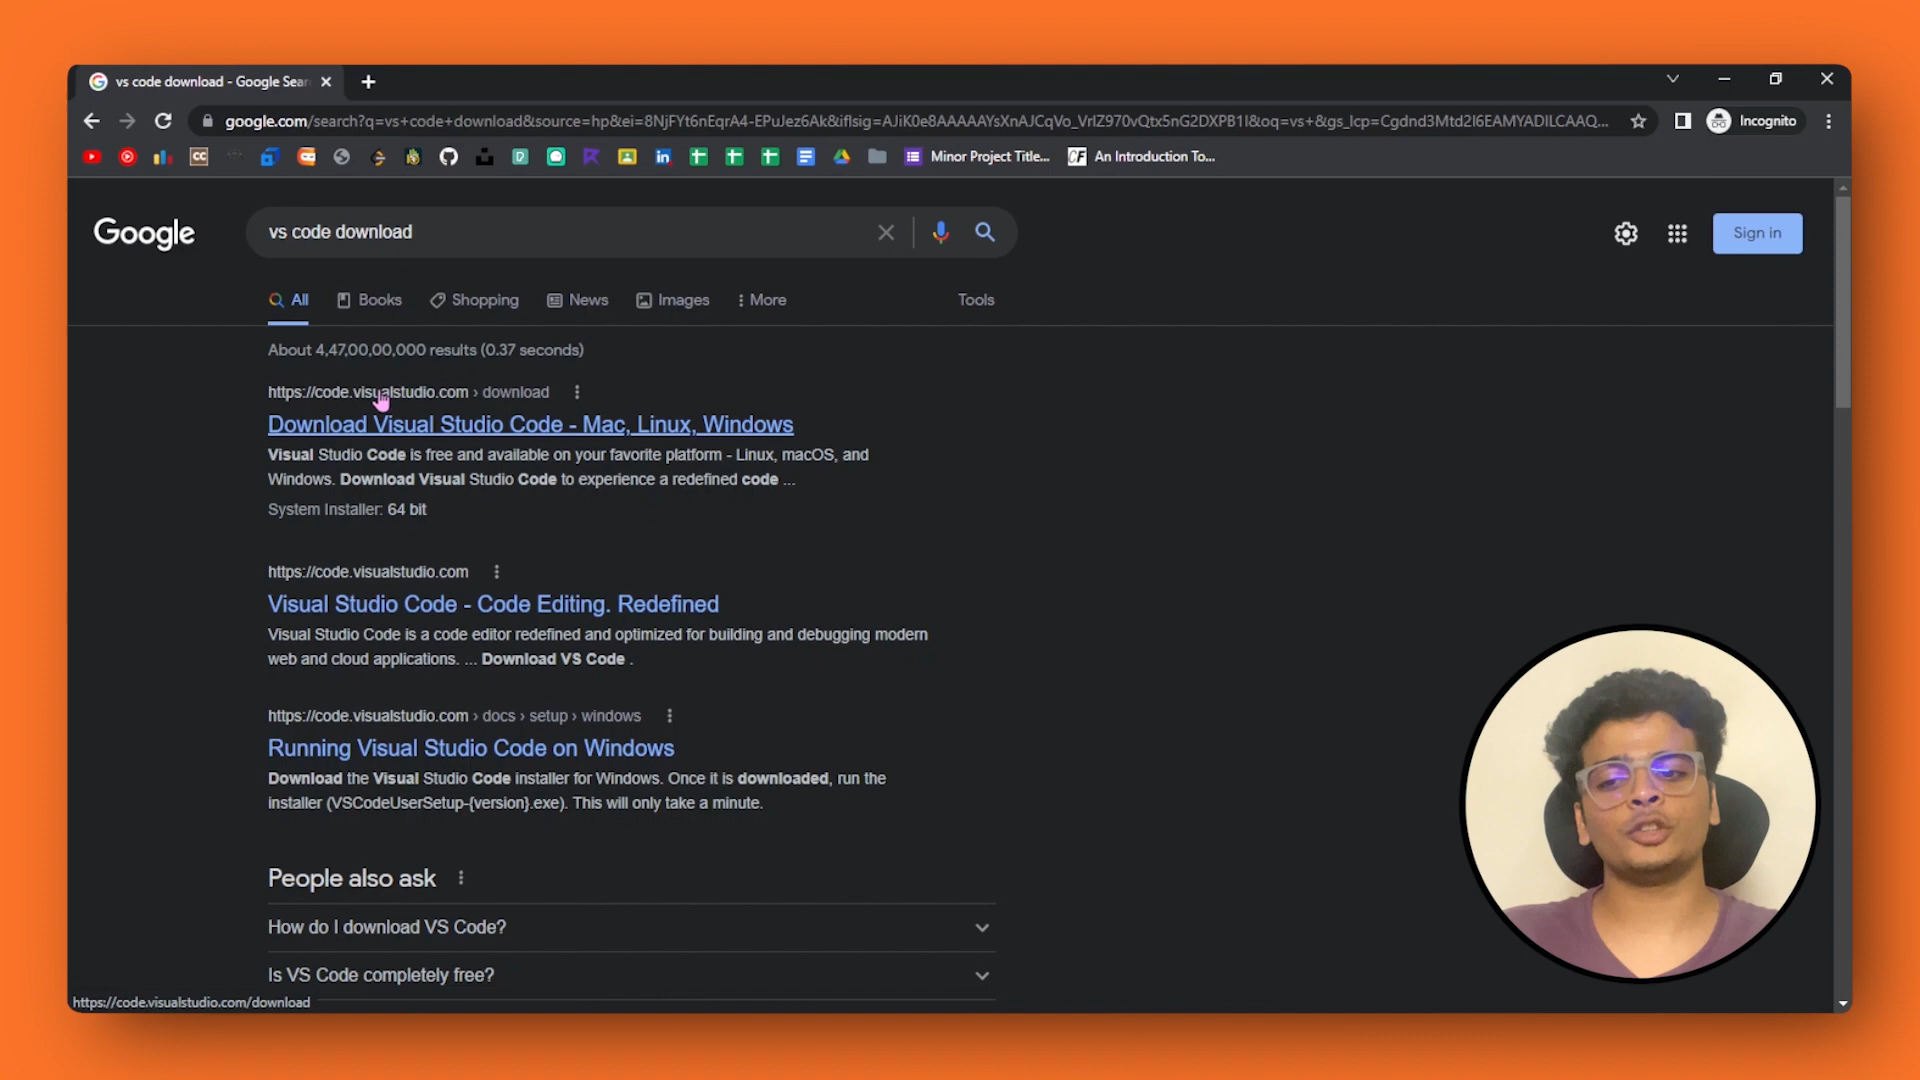 vs code download - Google Sear
google.com/search?q=vs+code+download&source=hp&ei=8NjFYt6nEqrA4-EPuJez6Ak&iflsig=AJiK0e8AAAAAYsXnAJCqVo_VrIZ970vQtx5nG2DXPB1I&oq=vs+&gs_lcp=Cgdnd3Mtd2l6EAMYADILCAAQ...
Incognito
Minor Project Title...
An Introduction To...
Google
vs code download
Sign in
All Books Shopping News Images More Tools
About 4,47,00,00,000 results (0.37 seconds)
https://code.visualstudio.com › download
Download Visual Studio Code - Mac, Linux, Windows
Visual Studio Code is free and available on your favorite platform - Linux, macOS, and
Windows. Download Visual Studio Code to experience a redefined code ...
System Installer: 64 bit
https://code.visualstudio.com
Visual Studio Code - Code Editing. Redefined
Visual Studio Code is a code editor redefined and optimized for building and debugging modern
web and cloud applications. ... Download VS Code .
https://code.visualstudio.com › docs › setup › windows
Running Visual Studio Code on Windows
Download the Visual Studio Code installer for Windows. Once it is downloaded, run the
installer (VSCodeUserSetup-{version}.exe). This will only take a minute.
People also ask
How do I download VS Code?
Is VS Code completely free?
https://code.visualstudio.com/download